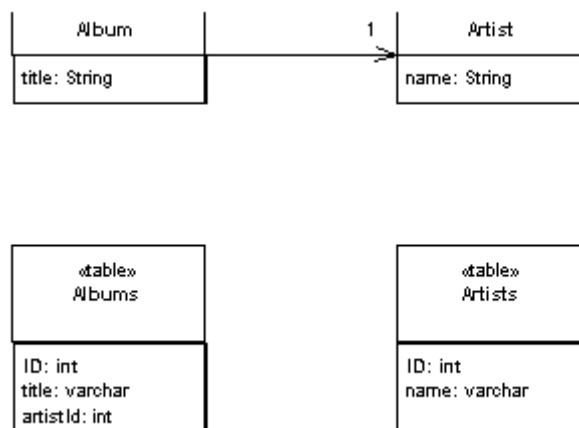 Album
1
Artist
title: String
name: String
«table»
Albums
«table»
Artists
ID: int
title: varchar
artistId: int
ID: int
name: varchar